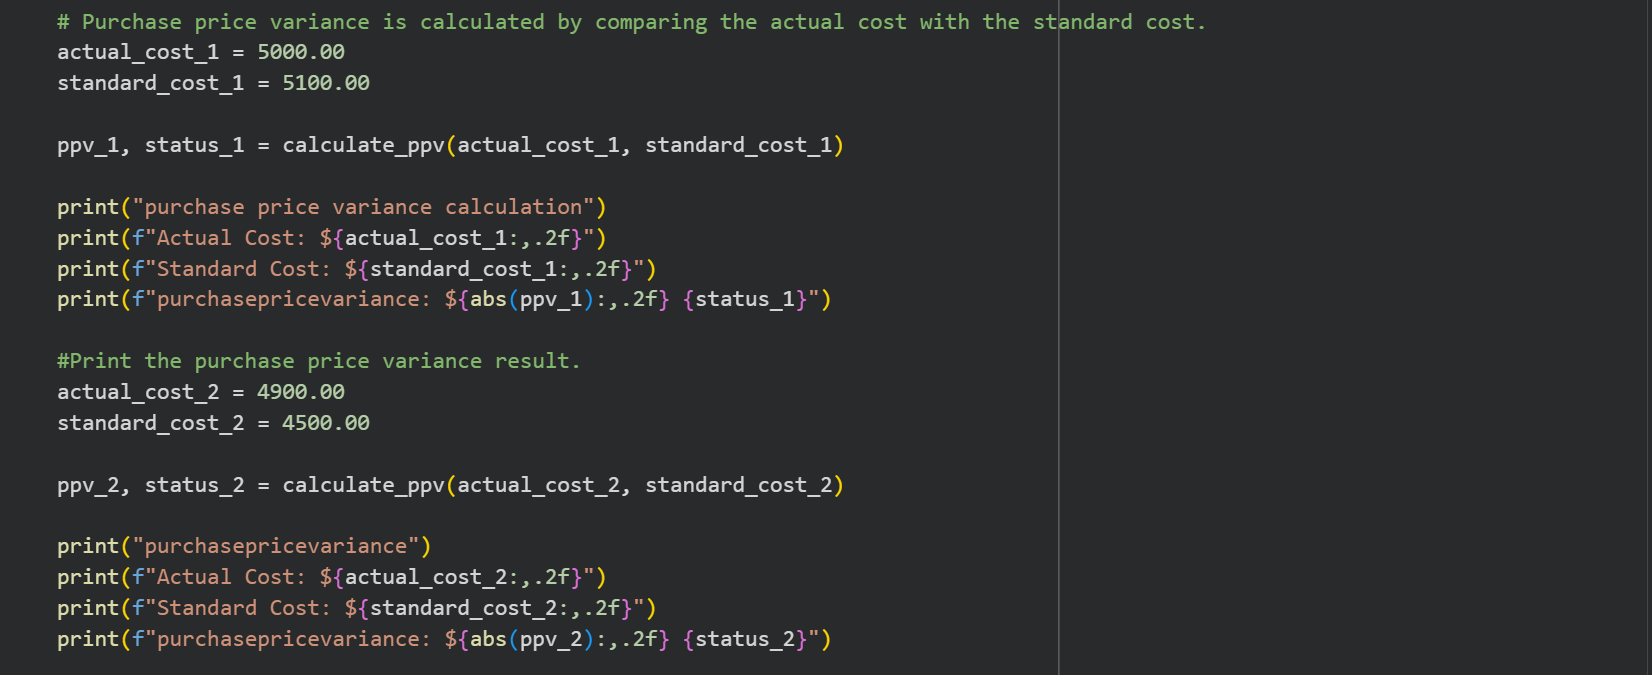 # Purchase price variance is calculated by comparing the actual cost with the standard cost.
actual_cost_1 = 5000.00
standard_cost_1 = 5100.00
ppv_1, status_1 = calculate_ppv(actual_cost_1, standard_cost_1)
print("purchase price variance calculation")
print(f"Actual Cost: ${actual_cost_1:,.2f}")
print(f"Standard Cost: ${standard_cost_1:,.2f}")
print(f"purchasepricevariance: ${abs(ppv_1):,.2f} {status_1}")
#Print the purchase price variance result.
actual_cost_2 = 4900.00
standard_cost_2 = 4500.00
ppv_2, status_2 = calculate_ppv(actual_cost_2, standard_cost_2)
print("purchasepricevariance")
print(f"Actual Cost: ${actual_cost_2:,.2f}")
print(f"Standard Cost: ${standard_cost_2:,.2f}")
print(f"purchasepricevariance: ${abs(ppv_2):,.2f} {status_2}")